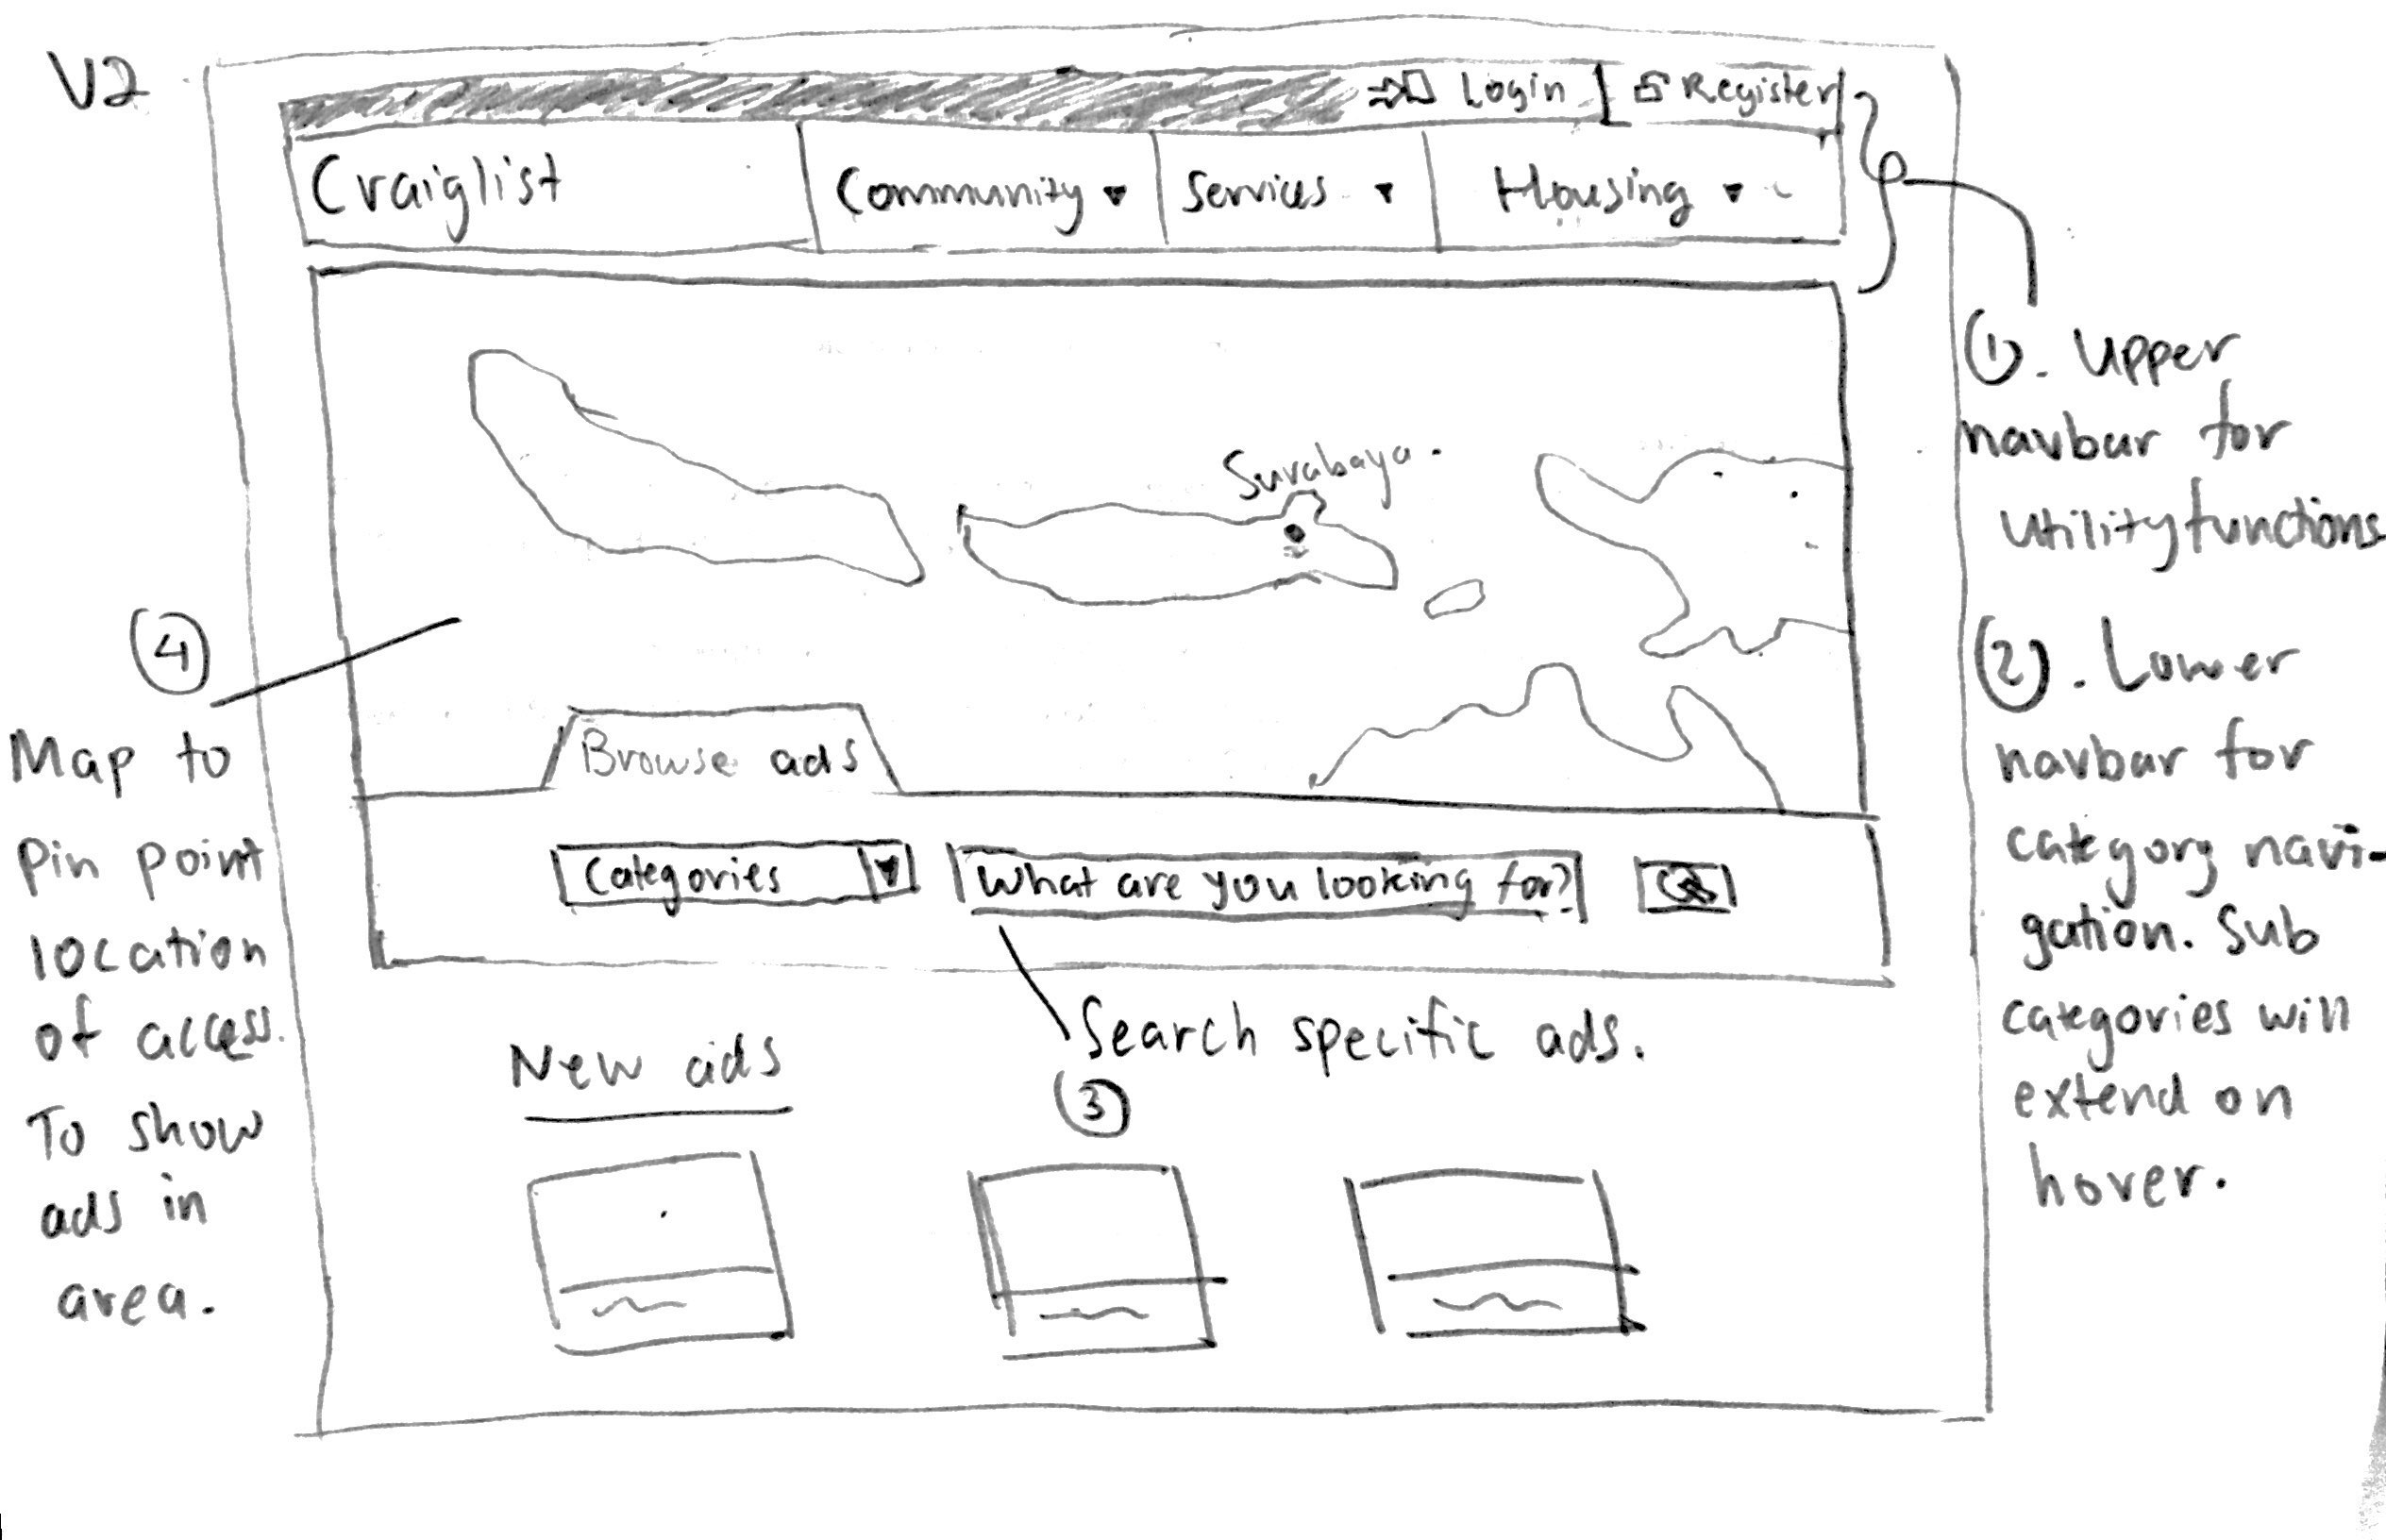 V2
Login
Register
Craiglist
Community
Services
Housing
Surabaya.
Browse ads
Categories
What are you looking for?
New ads
Search specific ads.
3
1. Upper
navbar for
utility functions
2. Lower
navbar for
category navi-
gation. Sub
categories will
extend on
hover.
4
Map to
pin point
location
of access.
To show
ads in
area.